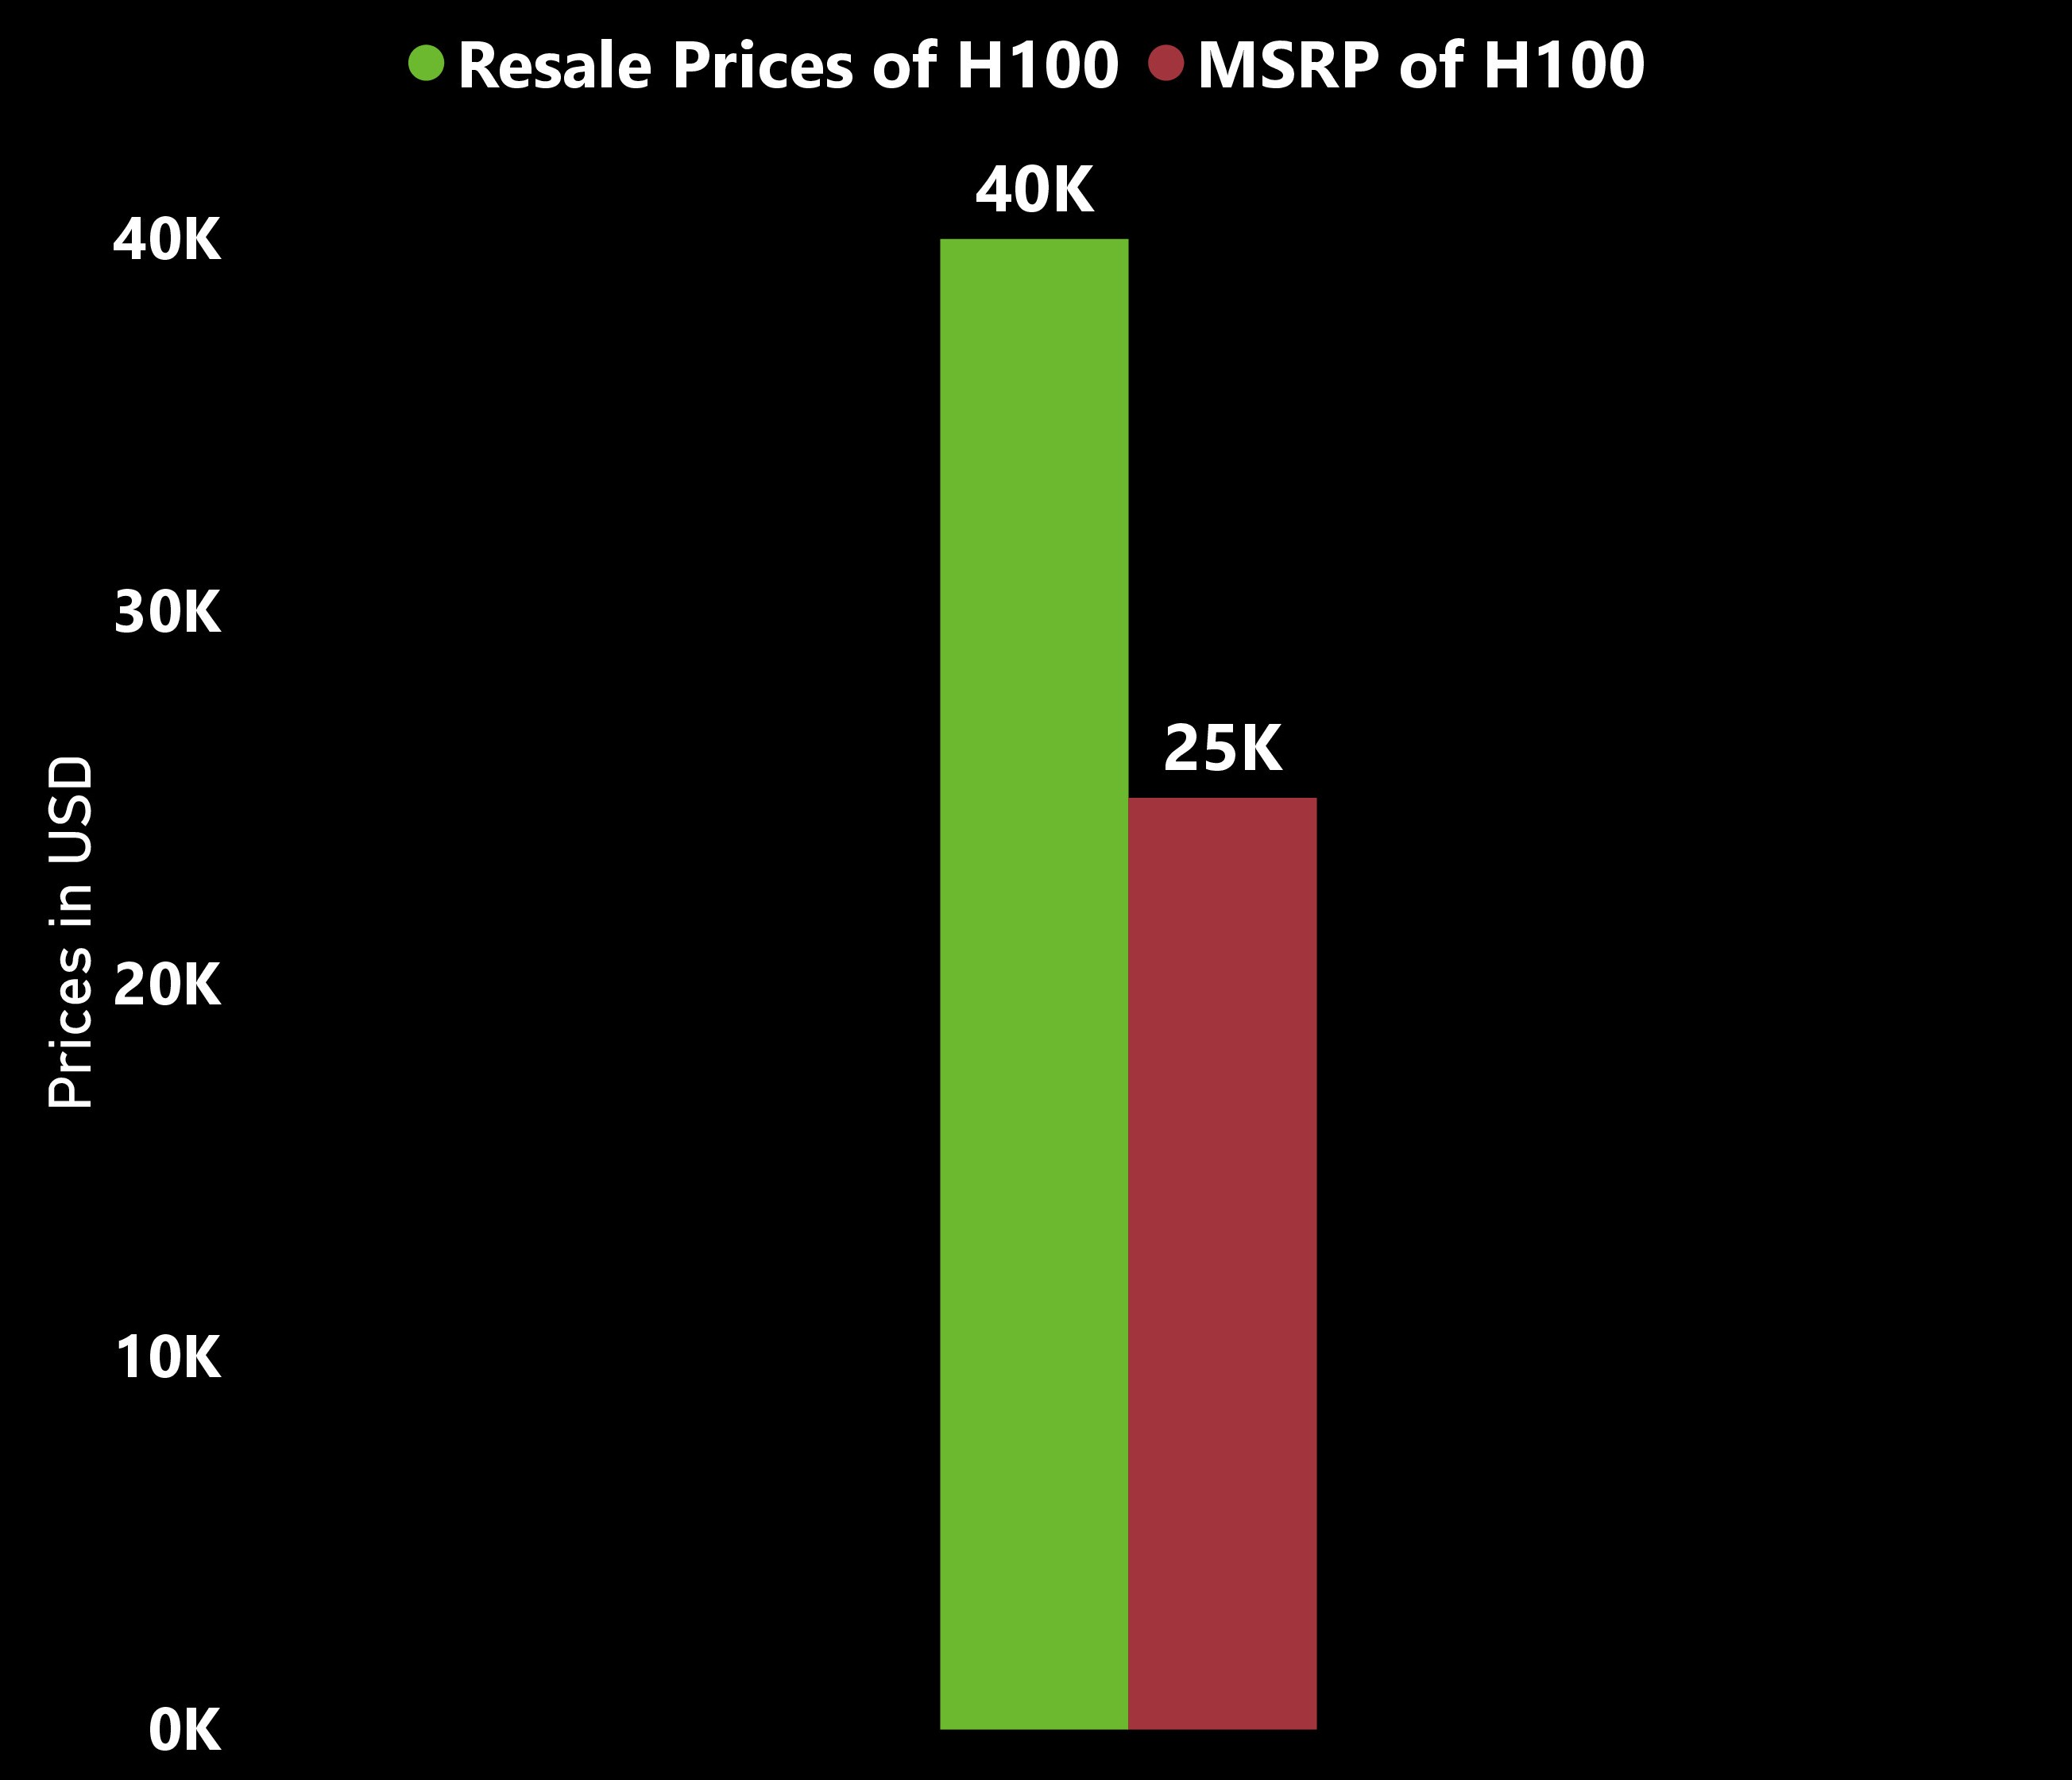 Resale Prices of H100 MSRP of H100
40K
40K
30K
25K
Prices in USD
20K
10K
0K